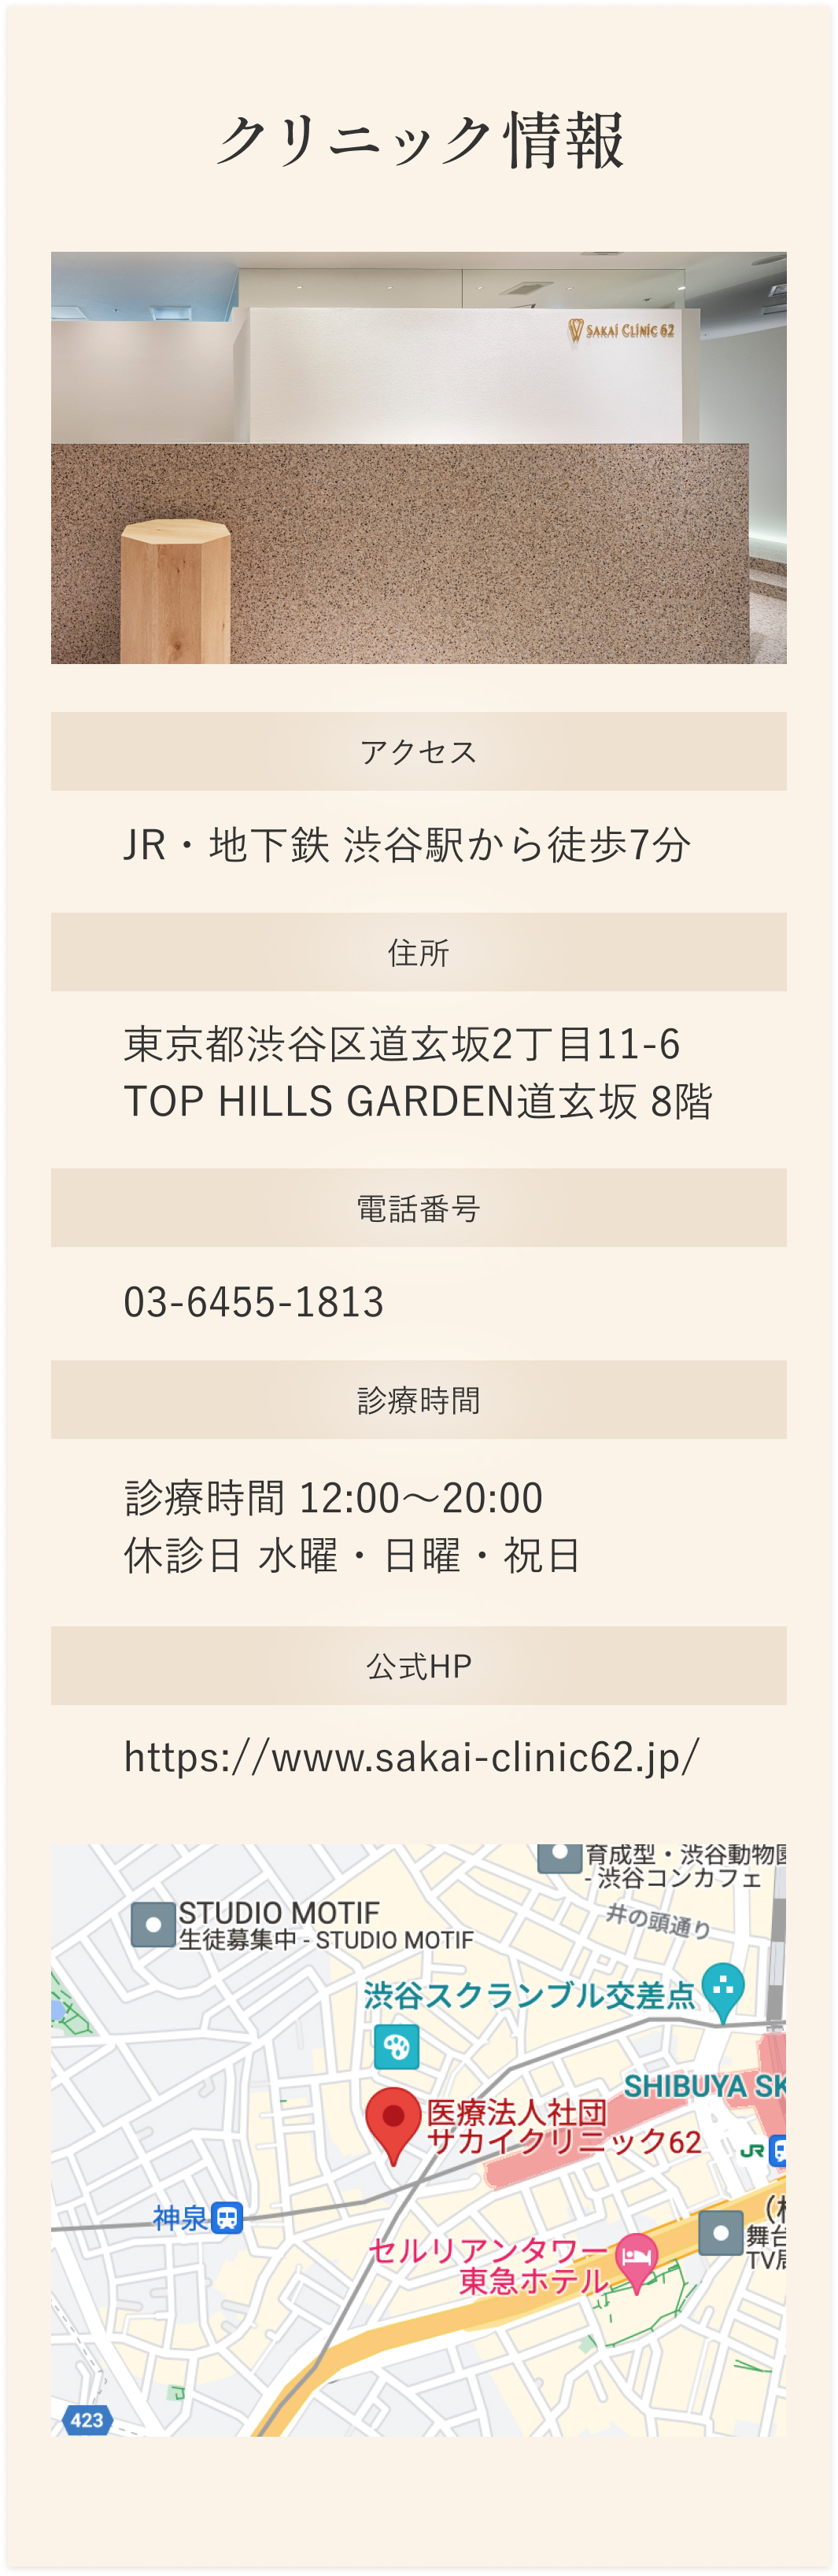 クリニック情報
SAKAI CLINIC 62
アクセス
JR・地下鉄 渋谷駅から徒歩7分
住所
東京都渋谷区道玄坂2丁目11-6
TOP HILLS GARDEN道玄坂 8階
電話番号
03-6455-1813
診療時間
診療時間 12:00〜20:00
休診日 水曜・日曜・祝日
公式HP
https://www.sakai-clinic62.jp/
育成型・渋谷動物園
- 渋谷コンカフェ
STUDIO MOTIF
生徒募集中 - STUDIO MOTIF
井の頭通り
渋谷スクランブル交差点
SHIBUYA SK
医療法人社団
サカイクリニック62
JR
神泉
舞台
セルリアンタワー
東急ホテル
423